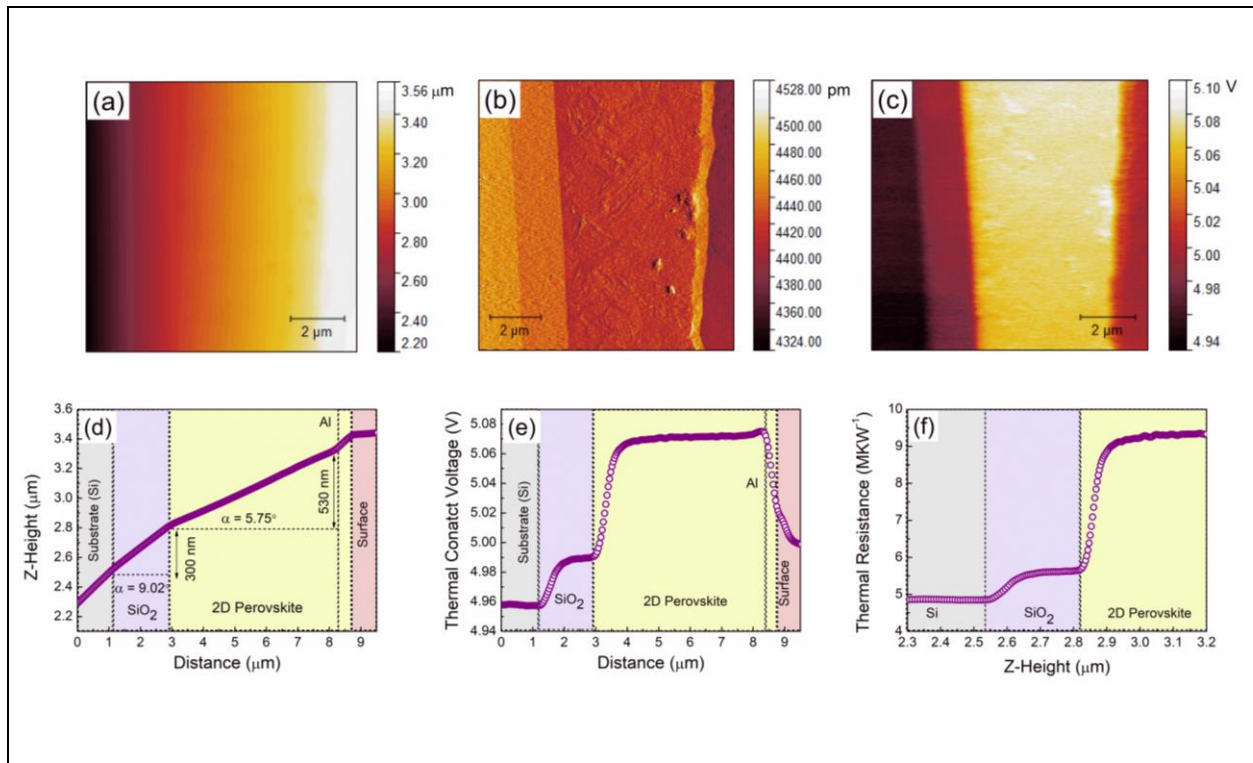 (a)
3.56 μm
3.40
3.20
3.00
2.80
2.60
2.40
2.20
2 μm
(b)
4528.00 pm
4500.00
4480.00
4460.00
4440.00
4420.00
4400.00
4380.00
4360.00
4324.00
2 μm
(c)
5.10 V
5.08
5.06
5.04
5.02
5.00
4.98
4.94
2 μm
(d)
Z-Height (μm)
3.6
3.4
3.2
3.0
2.8
2.6
2.4
2.2
Substrate (Si)
α = 9.02
SiO₂
300 nm
α = 5.75°
2D Perovskite
530 nm
Al
Surface
0 1 2 3 4 5 6 7 8 9
Distance (μm)
(e)
Thermal Conatct Voltage (V)
5.08
5.04
5.00
4.96
4.94
Substrate (Si)
SiO₂
2D Perovskite
Al
Surface
0 1 2 3 4 5 6 7 8 9
Distance (μm)
(f)
Thermal Resistance (MKW⁻¹)
10
9
8
7
6
5
4
Si
SiO₂
2D Perovskite
2.3 2.4 2.5 2.6 2.7 2.8 2.9 3.0 3.1 3.2
Z-Height (μm)